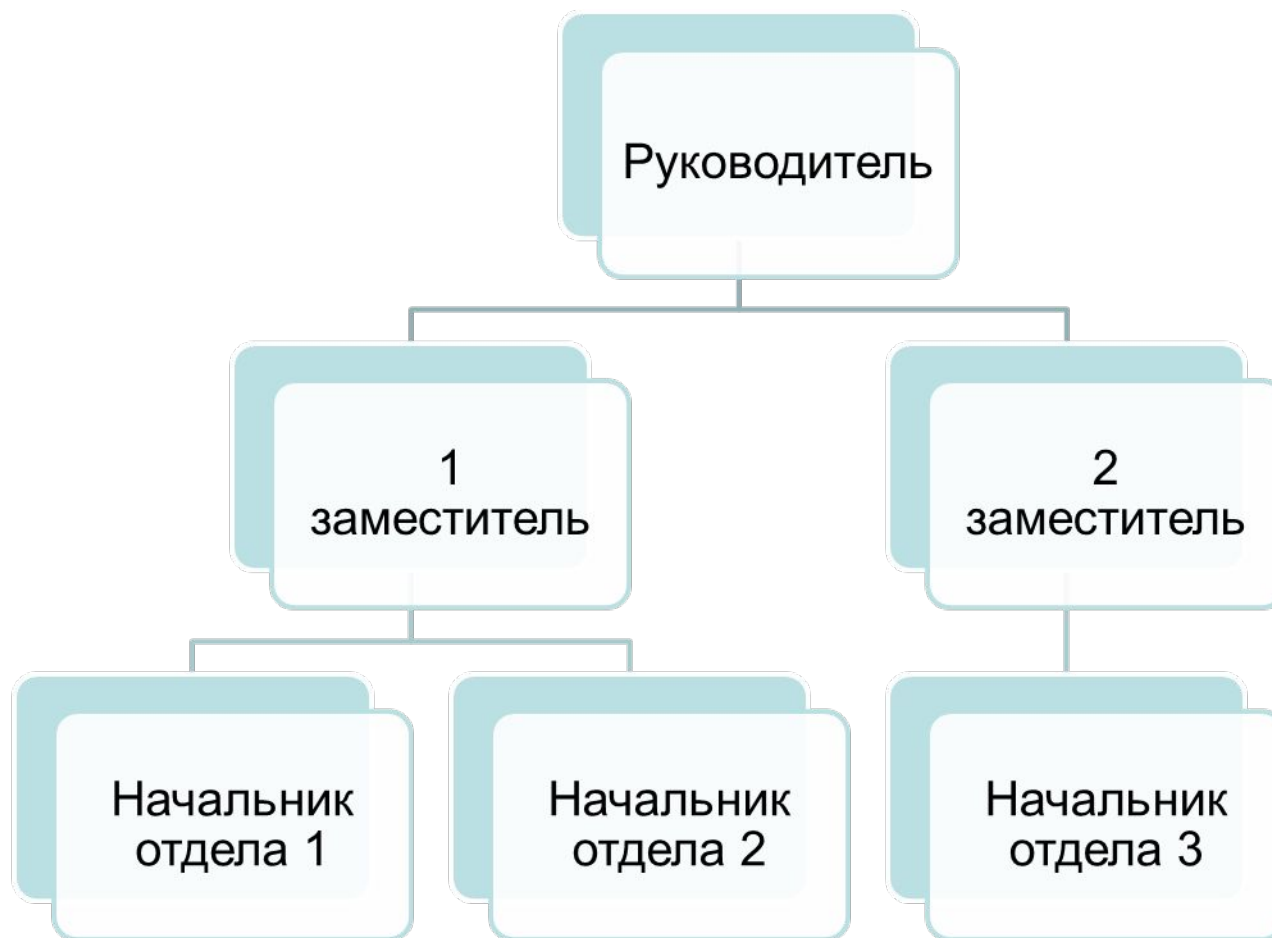 Руководитель
1
заместитель
2
заместитель
Начальник
отдела 1
Начальник
отдела 2
Начальник
отдела 3